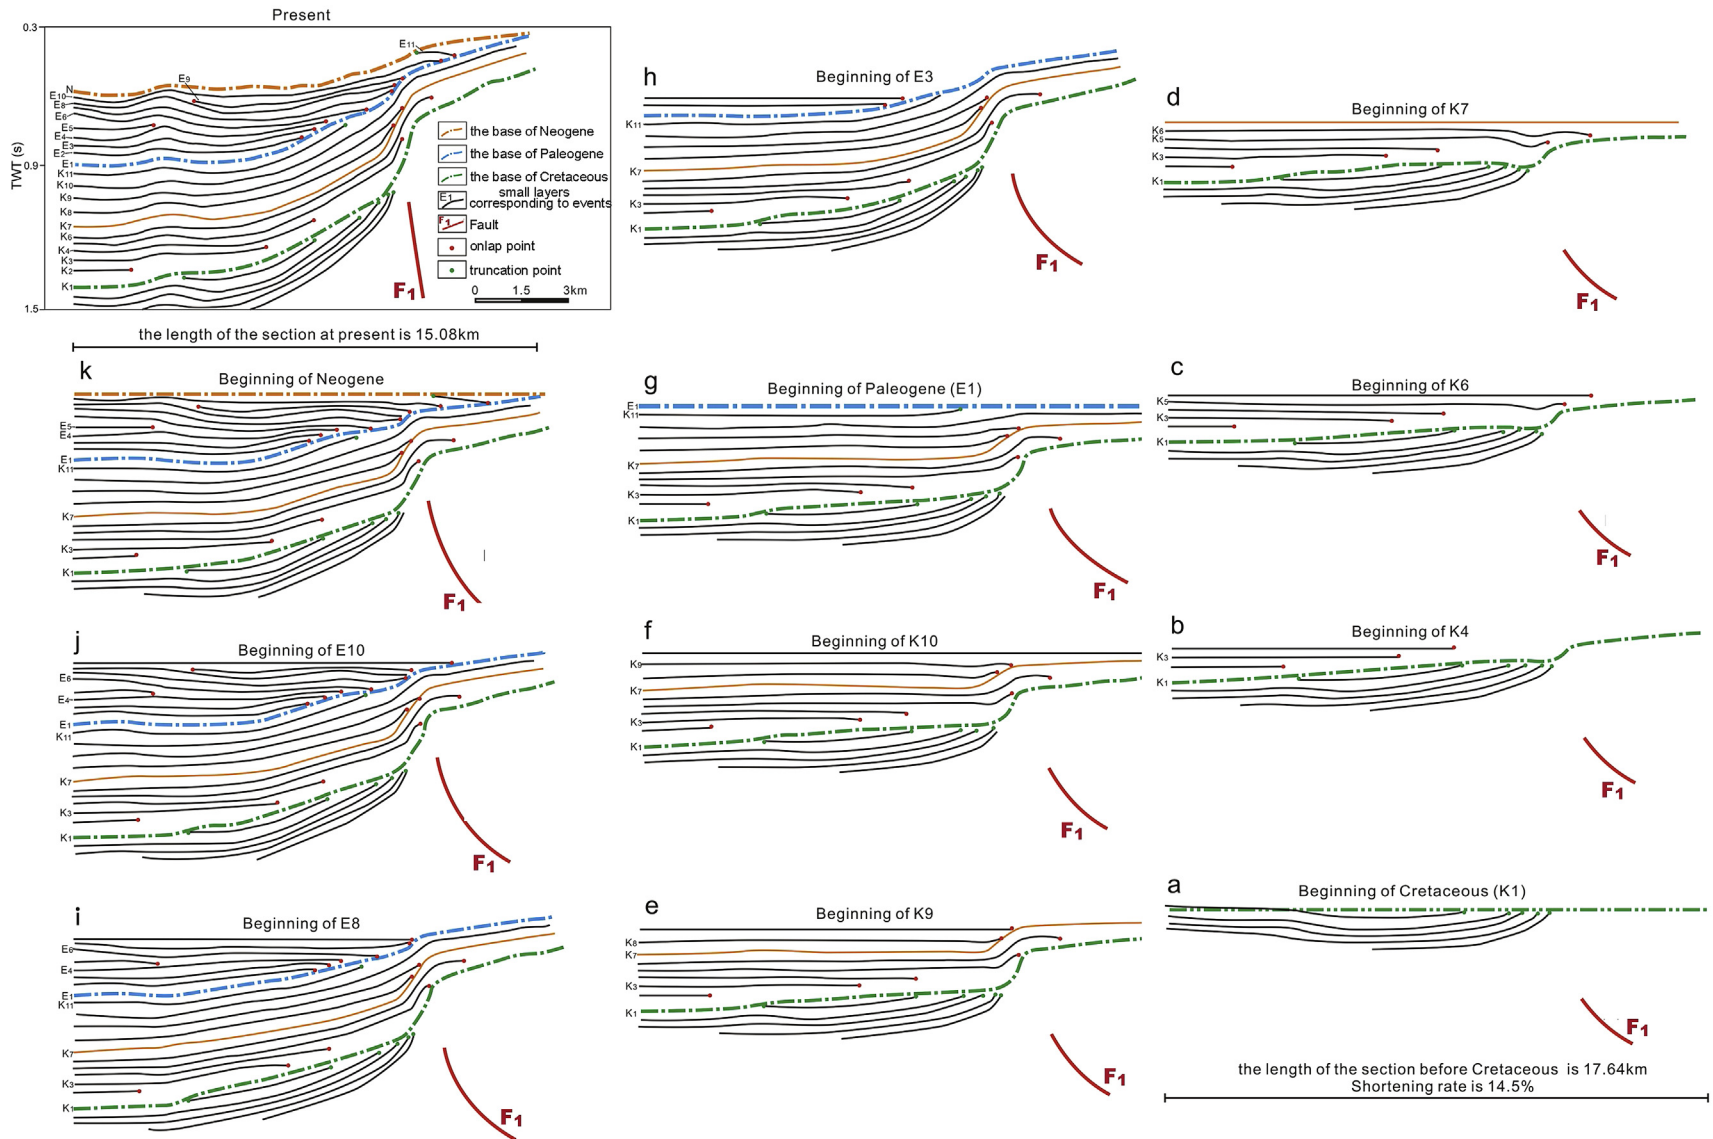 Present
0.3
0.9
1.5
TWT (s)
N
E10
E8
E6
E5
E4
E3
E2
E1
K11
K10
K9
K8
K7
K6
K4
K3
K2
K1
E9
E11
F1
the base of Neogene
the base of Paleogene
the base of Cretaceous
small layers
E1 corresponding to events
F1 Fault
onlap point
truncation point
0 1.5 3km
the length of the section at present is 15.08km
k
Beginning of Neogene
E5
E4
E1
K11
K7
K3
K1
F1
j
Beginning of E10
E6
E4
E1
K11
K7
K3
K1
F1
i
Beginning of E8
E6
E4
E1
K11
K7
K3
K1
F1
h
Beginning of E3
K11
K7
K3
K1
F1
g
Beginning of Paleogene (E1)
E1
K11
K7
K3
K1
F1
f
Beginning of K10
K9
K7
K3
K1
F1
e
Beginning of K9
K8
K7
K3
K1
F1
d
Beginning of K7
K6
K5
K3
K1
F1
c
Beginning of K6
K5
K3
K1
F1
b
Beginning of K4
K3
K1
F1
a
Beginning of Cretaceous (K1)
F1
the length of the section before Cretaceous is 17.64km
Shortening rate is 14.5%